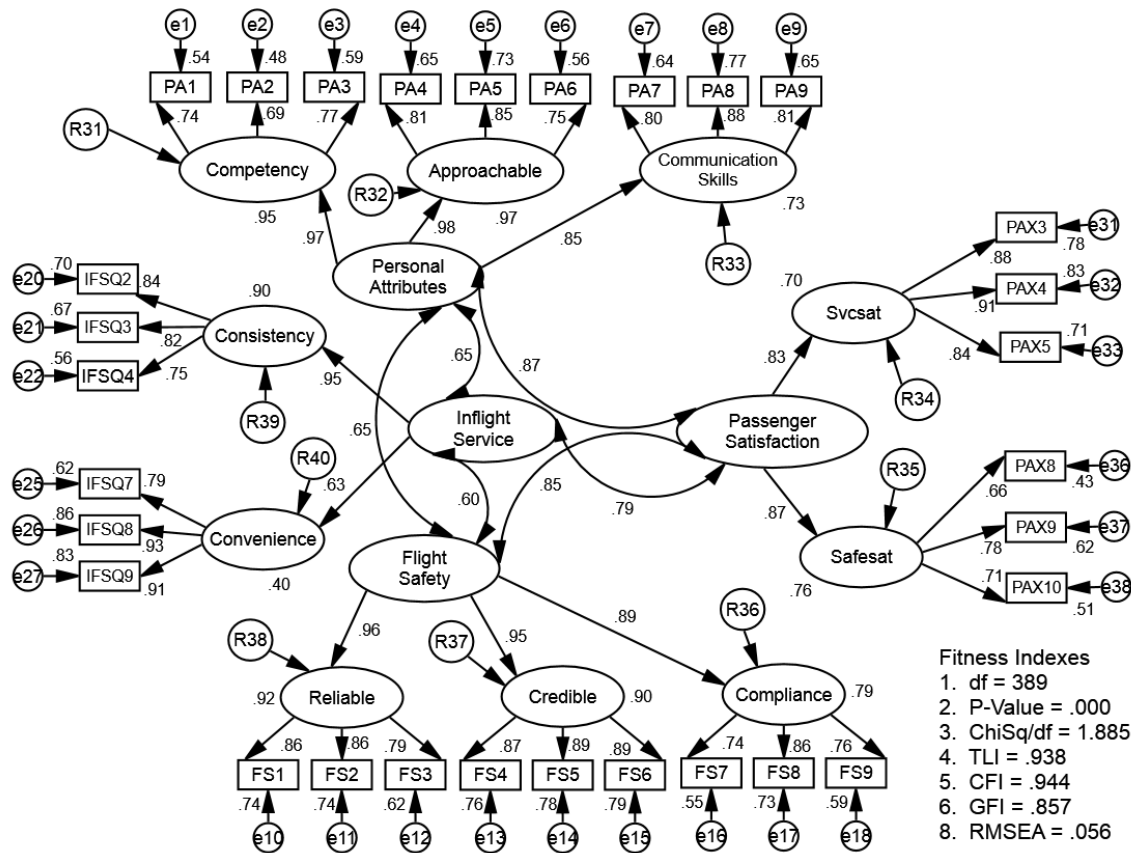 e1 e2 e3 e4 e5 e6 e7 e8 e9
.54 .48 .59 .65 .73 .56 .64 .77 .65
PA1 PA2 PA3 PA4 PA5 PA6 PA7 PA8 PA9
.74 .69 .77 .81 .85 .75 .80 .88 .81
R31
Competency
.95
R32
Approachable
.97
Communication
Skills
.73
R33
.97
.98
.85
Personal
Attributes
e20 .70 IFSQ2 .84
e21 .67 IFSQ3 .82
e22 .56 IFSQ4 .75
.90
Consistency
R39
.95
.65
.87
Inflight
Service
.65
.60
.85
.79
Passenger
Satisfaction
.83
.87
.70
Svcsat
R34
PAX3 e31
.88 .78
PAX4 .83 e32
.91
PAX5 .71 e33
.84
R35
Safesat
.76
PAX8 e36
.66 .43
PAX9 e37
.78 .62
PAX10 e38
.71 .51
R40
.63
e25 .62 IFSQ7 .79
e26 .86 IFSQ8 .93
e27 .83 IFSQ9 .91
Convenience
.40
Flight
Safety
.96
.95
.89
R38
.92
Reliable
R37
Credible
.90
R36
Compliance
.79
.86 .86 .79 .87 .89 .89 .74 .86 .76
FS1 FS2 FS3 FS4 FS5 FS6 FS7 FS8 FS9
.74 .74 .62 .76 .78 .79 .55 .73 .59
e10 e11 e12 e13 e14 e15 e16 e17 e18
Fitness Indexes
1. df = 389
2. P-Value = .000
3. ChiSq/df = 1.885
4. TLI = .938
5. CFI = .944
6. GFI = .857
8. RMSEA = .056